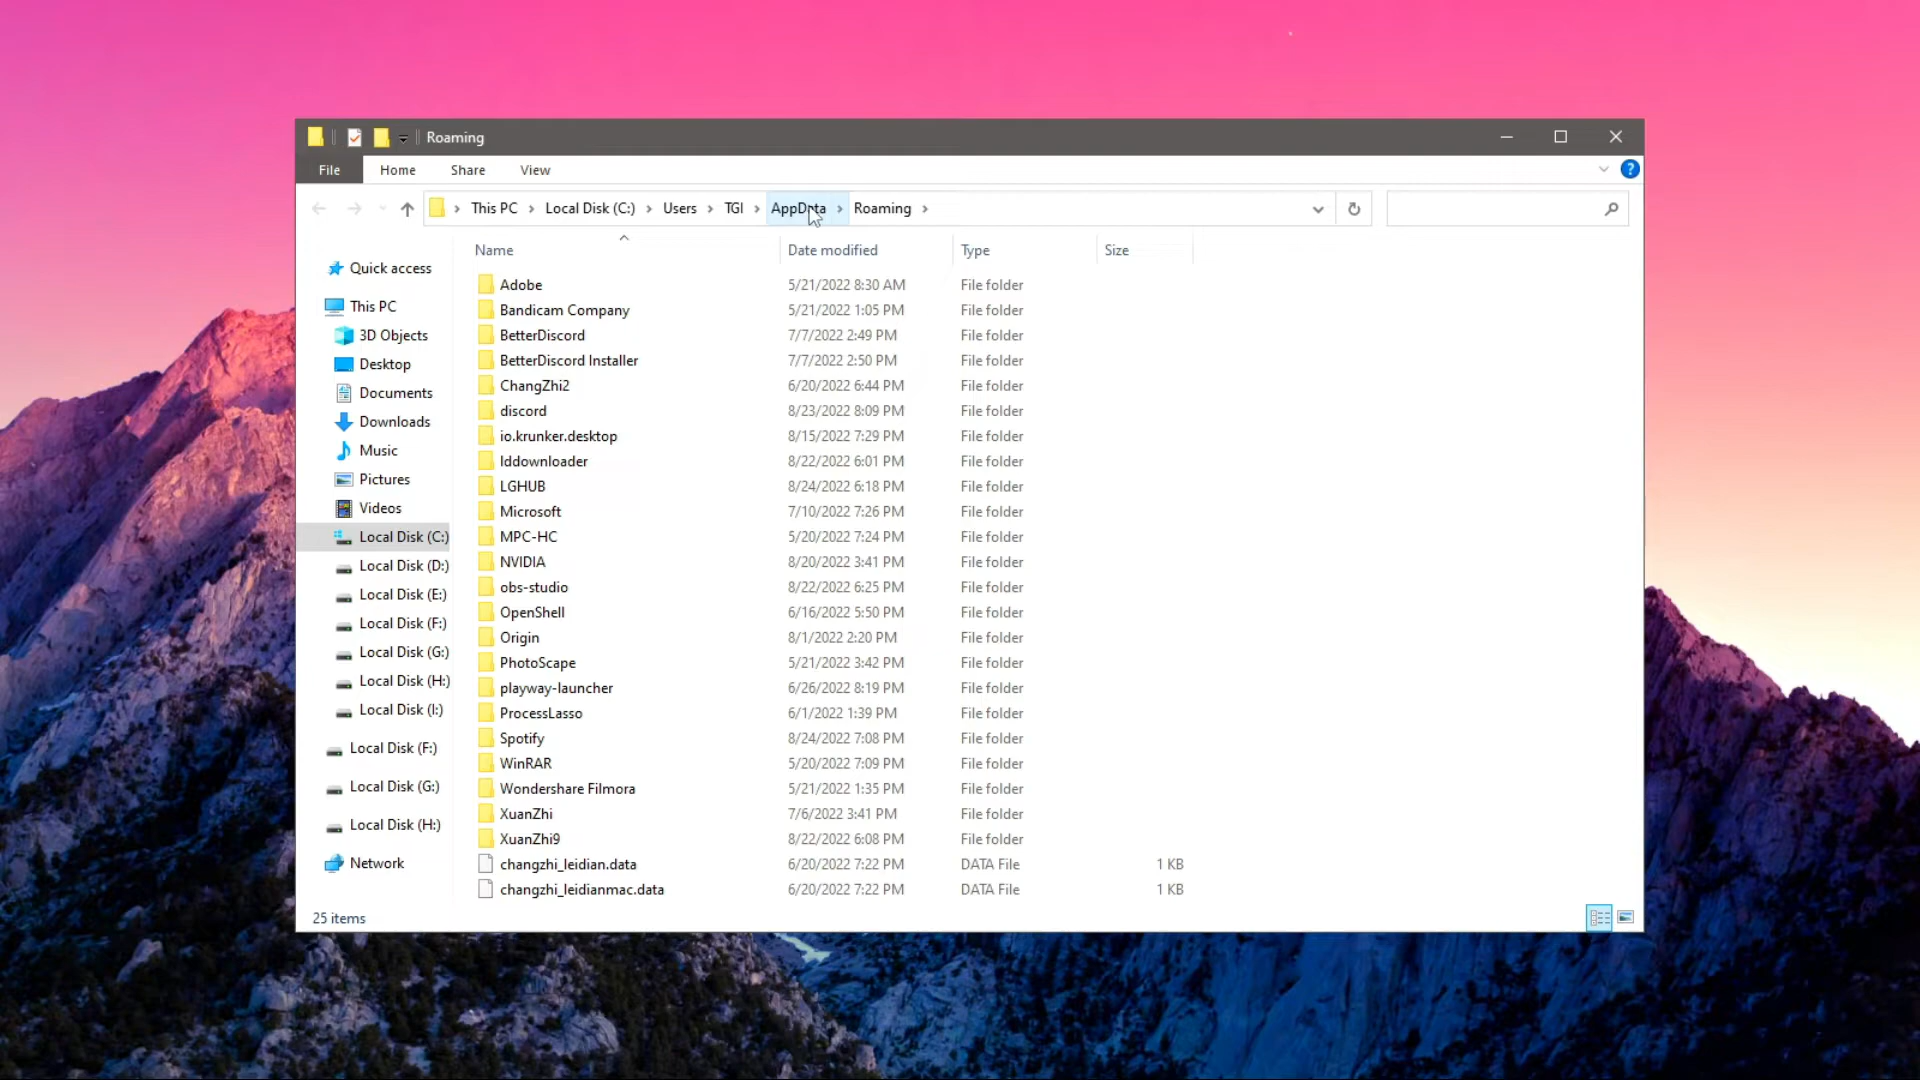 Roaming
File Home Share View
This PC Local Disk (C:) Users TGI AppData Roaming
Name Date modified Type Size
Quick access
This PC
3D Objects
Desktop
Documents
Downloads
Music
Pictures
Videos
Local Disk (C:)
Local Disk (D:)
Local Disk (E:)
Local Disk (F:)
Local Disk (G:)
Local Disk (H:)
Local Disk (I:)
Local Disk (F:)
Local Disk (G:)
Local Disk (H:)
Network
Adobe 5/21/2022 8:30 AM File folder
Bandicam Company 5/21/2022 1:05 PM File folder
BetterDiscord 7/7/2022 2:49 PM File folder
BetterDiscord Installer 7/7/2022 2:50 PM File folder
ChangZhi2 6/20/2022 6:44 PM File folder
discord 8/23/2022 8:09 PM File folder
io.krunker.desktop 8/15/2022 7:29 PM File folder
lddownloader 8/22/2022 6:01 PM File folder
LGHUB 8/24/2022 6:18 PM File folder
Microsoft 7/10/2022 7:26 PM File folder
MPC-HC 5/20/2022 7:24 PM File folder
NVIDIA 8/20/2022 3:41 PM File folder
obs-studio 8/22/2022 6:25 PM File folder
OpenShell 6/16/2022 5:50 PM File folder
Origin 8/1/2022 2:20 PM File folder
PhotoScape 5/21/2022 3:42 PM File folder
playway-launcher 6/26/2022 8:19 PM File folder
ProcessLasso 6/1/2022 1:39 PM File folder
Spotify 8/24/2022 7:08 PM File folder
WinRAR 5/20/2022 7:09 PM File folder
Wondershare Filmora 5/21/2022 1:35 PM File folder
XuanZhi 7/6/2022 3:41 PM File folder
XuanZhi9 8/22/2022 6:08 PM File folder
changzhi_leidian.data 6/20/2022 7:22 PM DATA File 1 KB
changzhi_leidianmac.data 6/20/2022 7:22 PM DATA File 1 KB
25 items